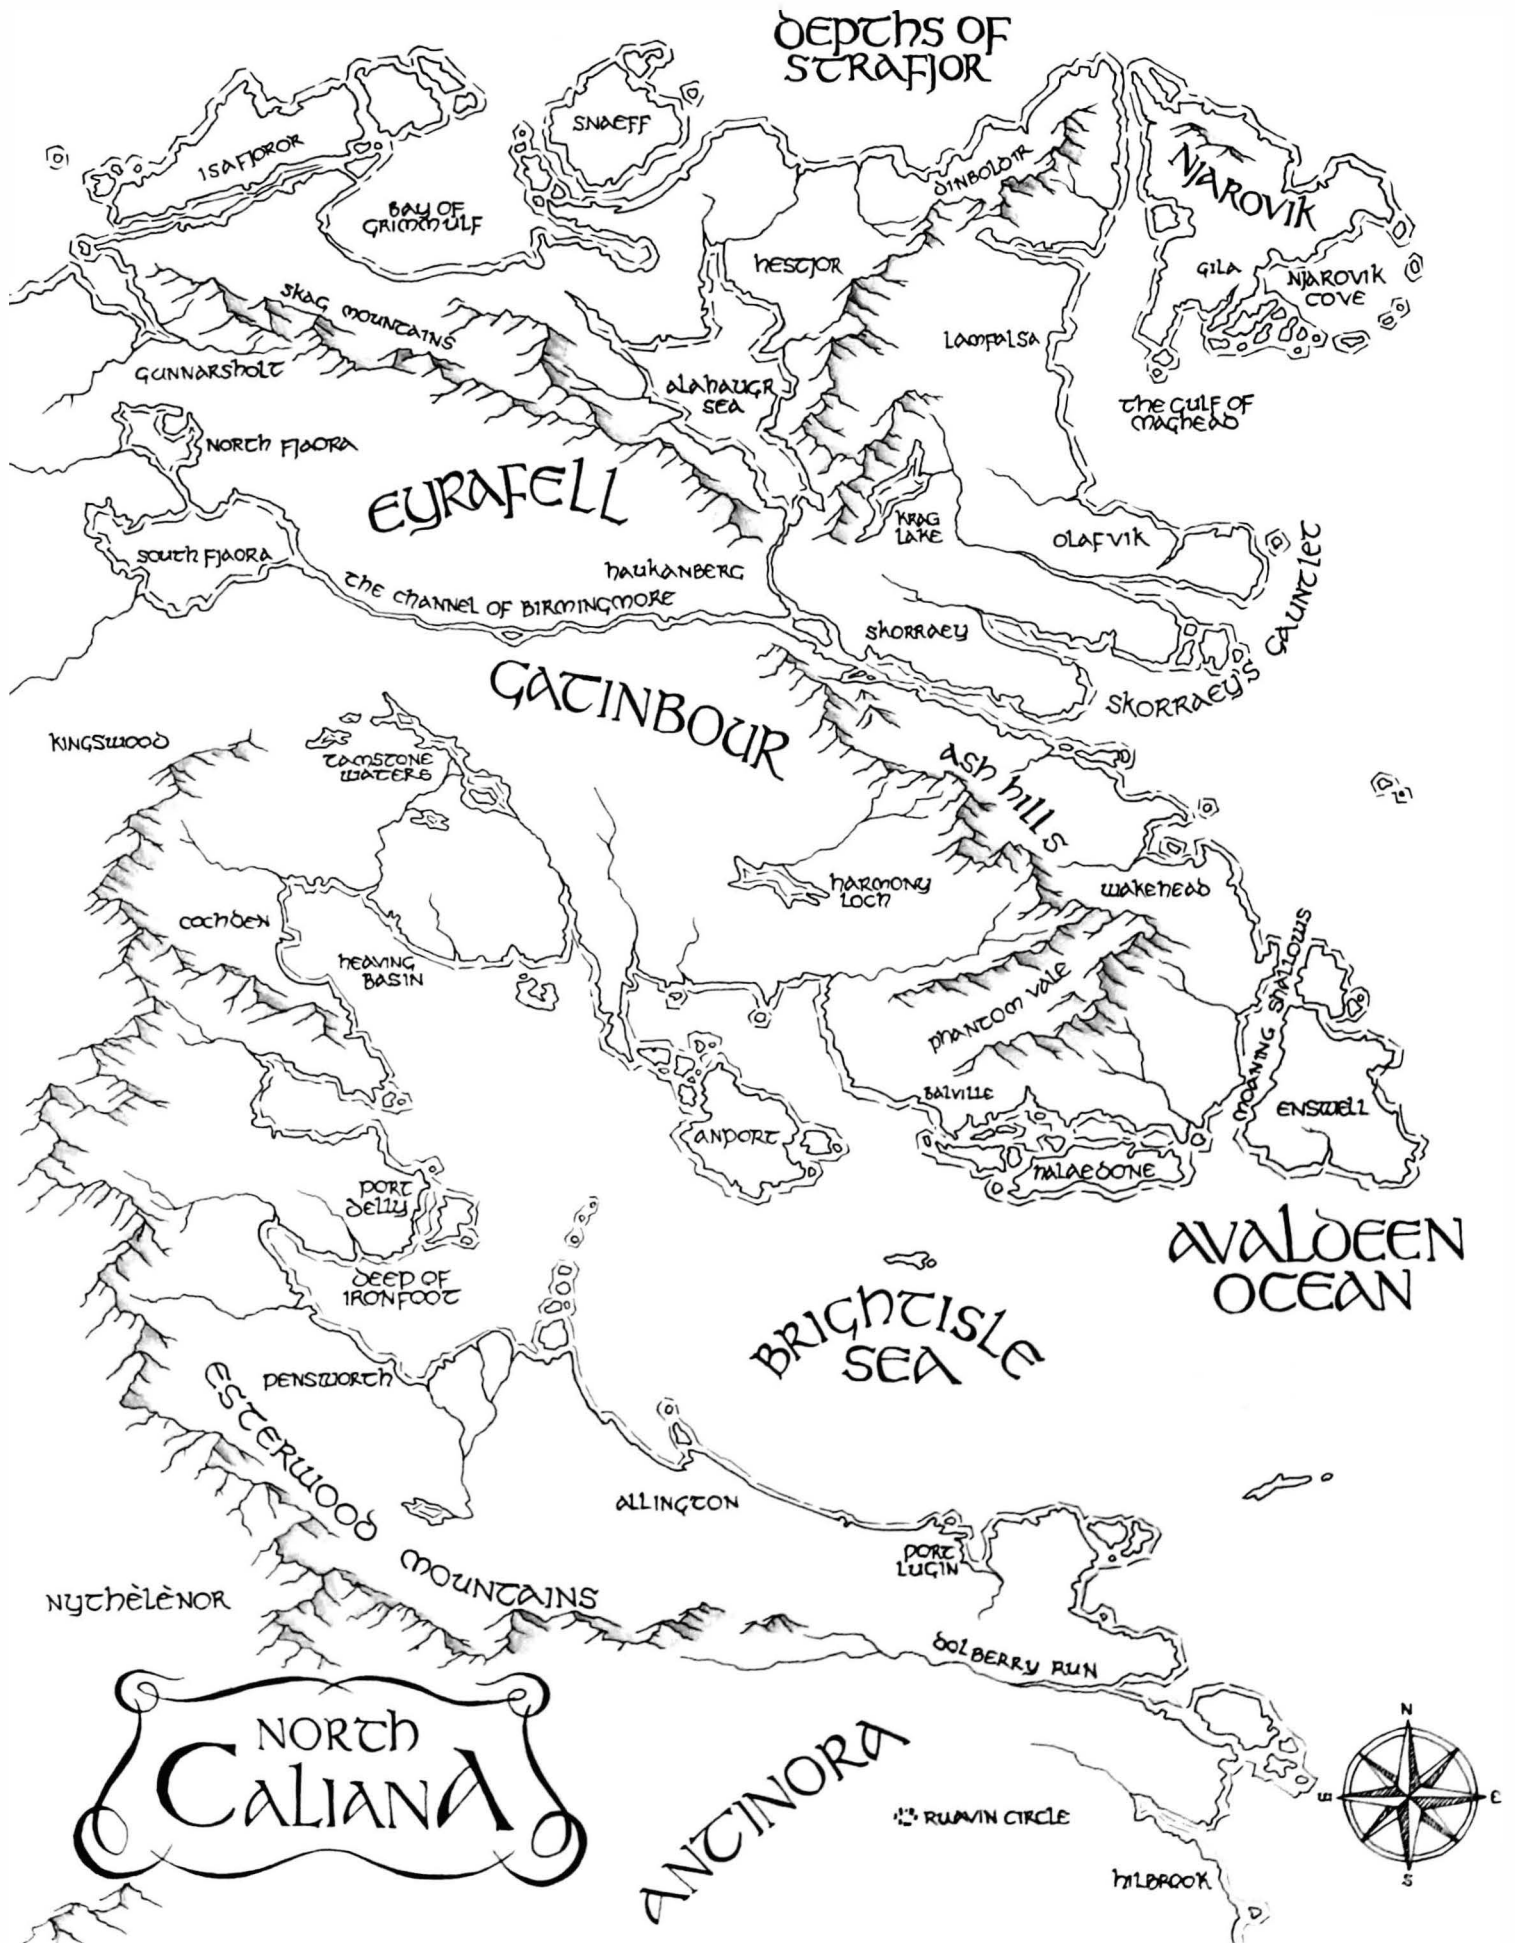 DEPTHS OF
STRAFJOR
SNAEFF
ISAFJOROR
BAY OF
GRIMMULF
DINBOLDIR
NJAROVIK
HESTJOR
GILA
NJAROVIK
COVE
SKAG MOUNTAINS
LAMFALSA
GUNNARSHOLT
ALAHAUGR
SEA
THE GULF OF
MAGHEAD
NORTH FJAORA
EYRAFELL
KRAG
LAKE
OLAFVIK
SOUTH FJAORA
HAUKANBERG
THE CHANNEL OF BIRMINGMORE
SKORRAEY
SKORRAEY'S GAUNTLET
GATINBOUR
KINGSWOOD
TAMSTONE
WATERS
ASH HILLS
HARMONY
LOCH
WAKEHEAD
COCHDEN
HEAVING
BASIN
PHANTOM VALE
MOANING SHALLOWS
BALVILLE
ENSWELL
ANPORT
HALAEDONE
PORT
DELLY
AVALDEEN
OCEAN
DEEP OF
IRONFOOT
BRIGHTISLE
SEA
PENSWORTH
ESTERWOOD MOUNTAINS
ALLINGTON
PORT
LUGIN
NYTHÈLÈNOR
DOLBERRY RUN
NORTH
CALIANA
ANTINORA
RUAVIN CIRCLE
HILBROOK
N
W
E
S